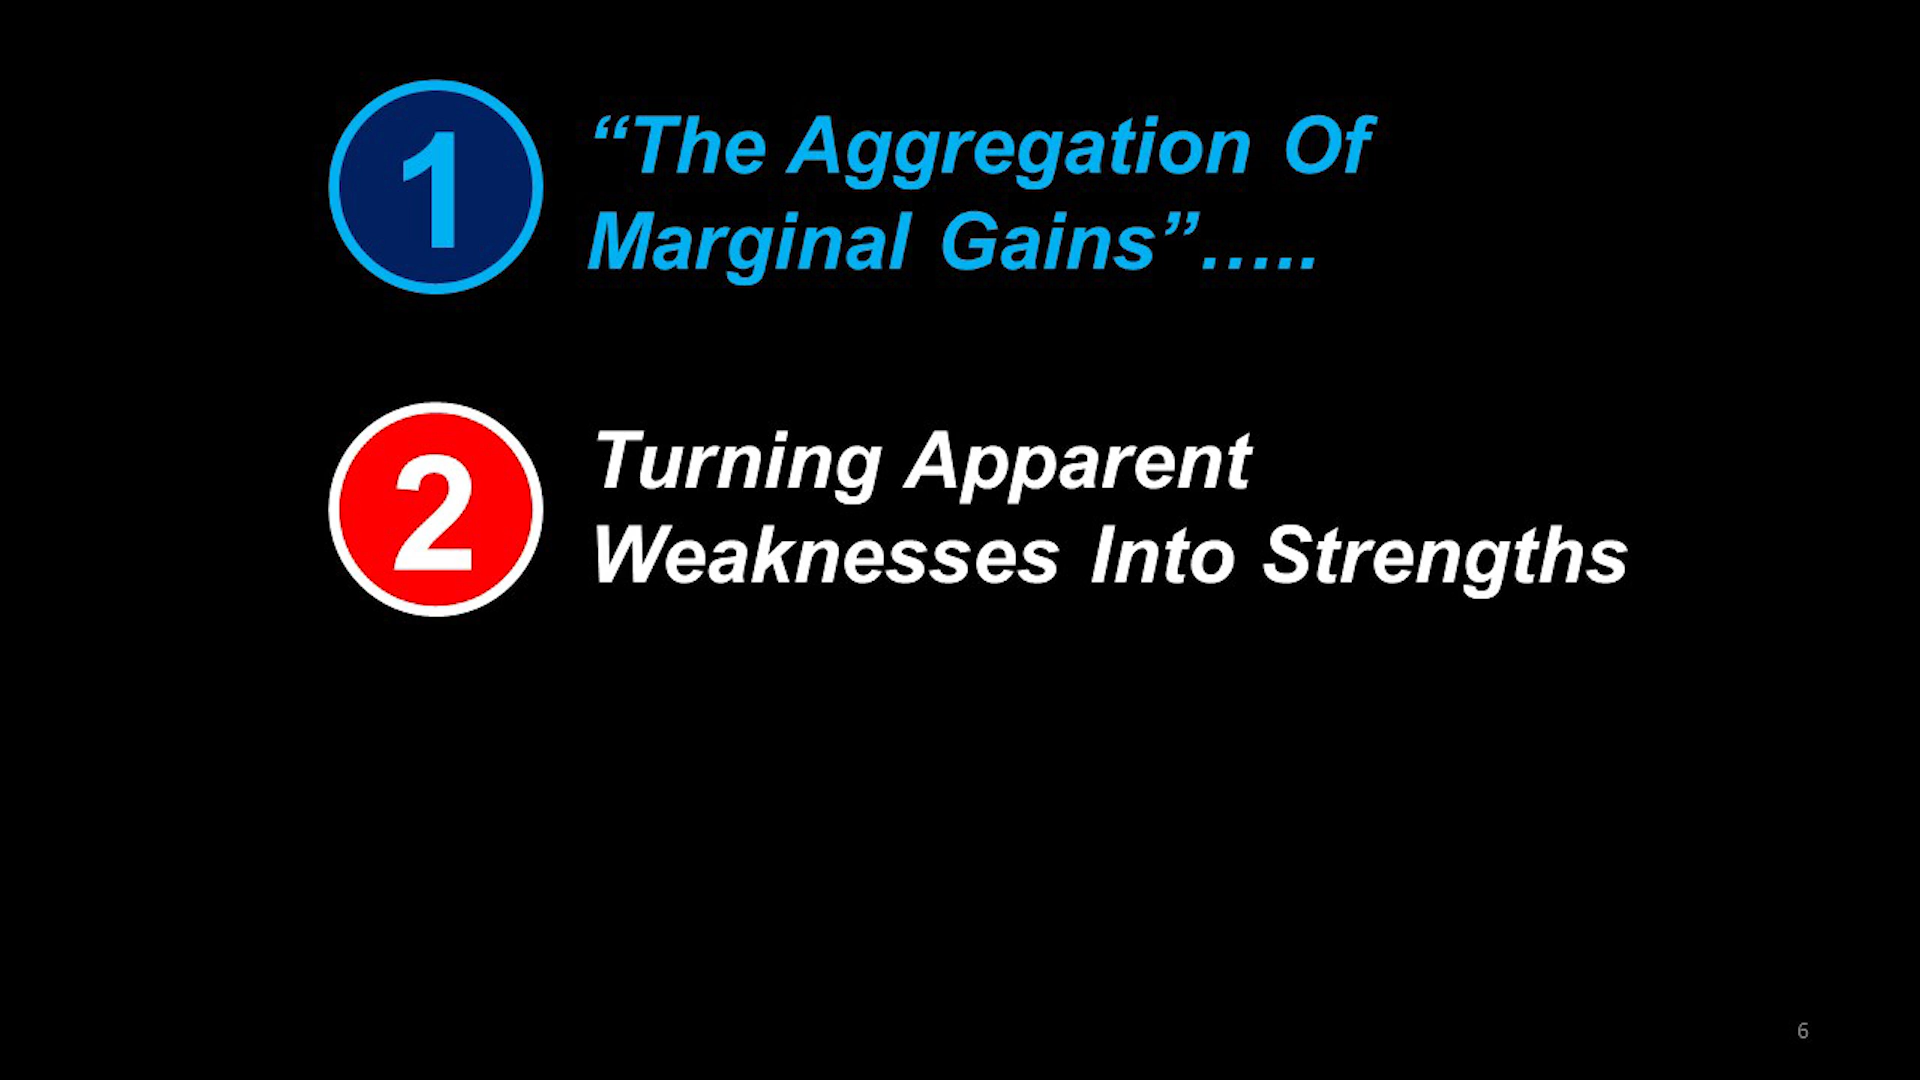 1
“The Aggregation Of
Marginal Gains”…..
2
Turning Apparent
Weaknesses Into Strengths
6